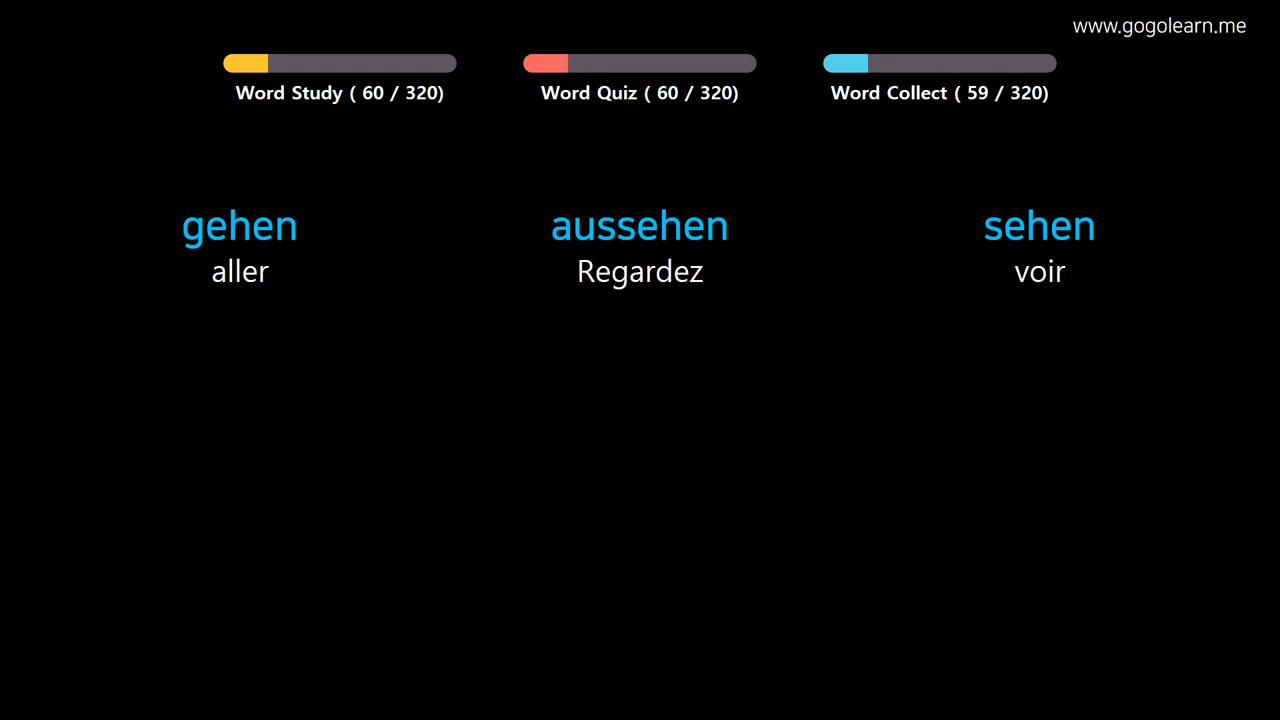 www.gogolearn.me
Word Study ( 60 / 320)
Word Quiz ( 60 / 320)
Word Collect ( 59 / 320)
gehen
aussehen
sehen
aller
Regardez
voir